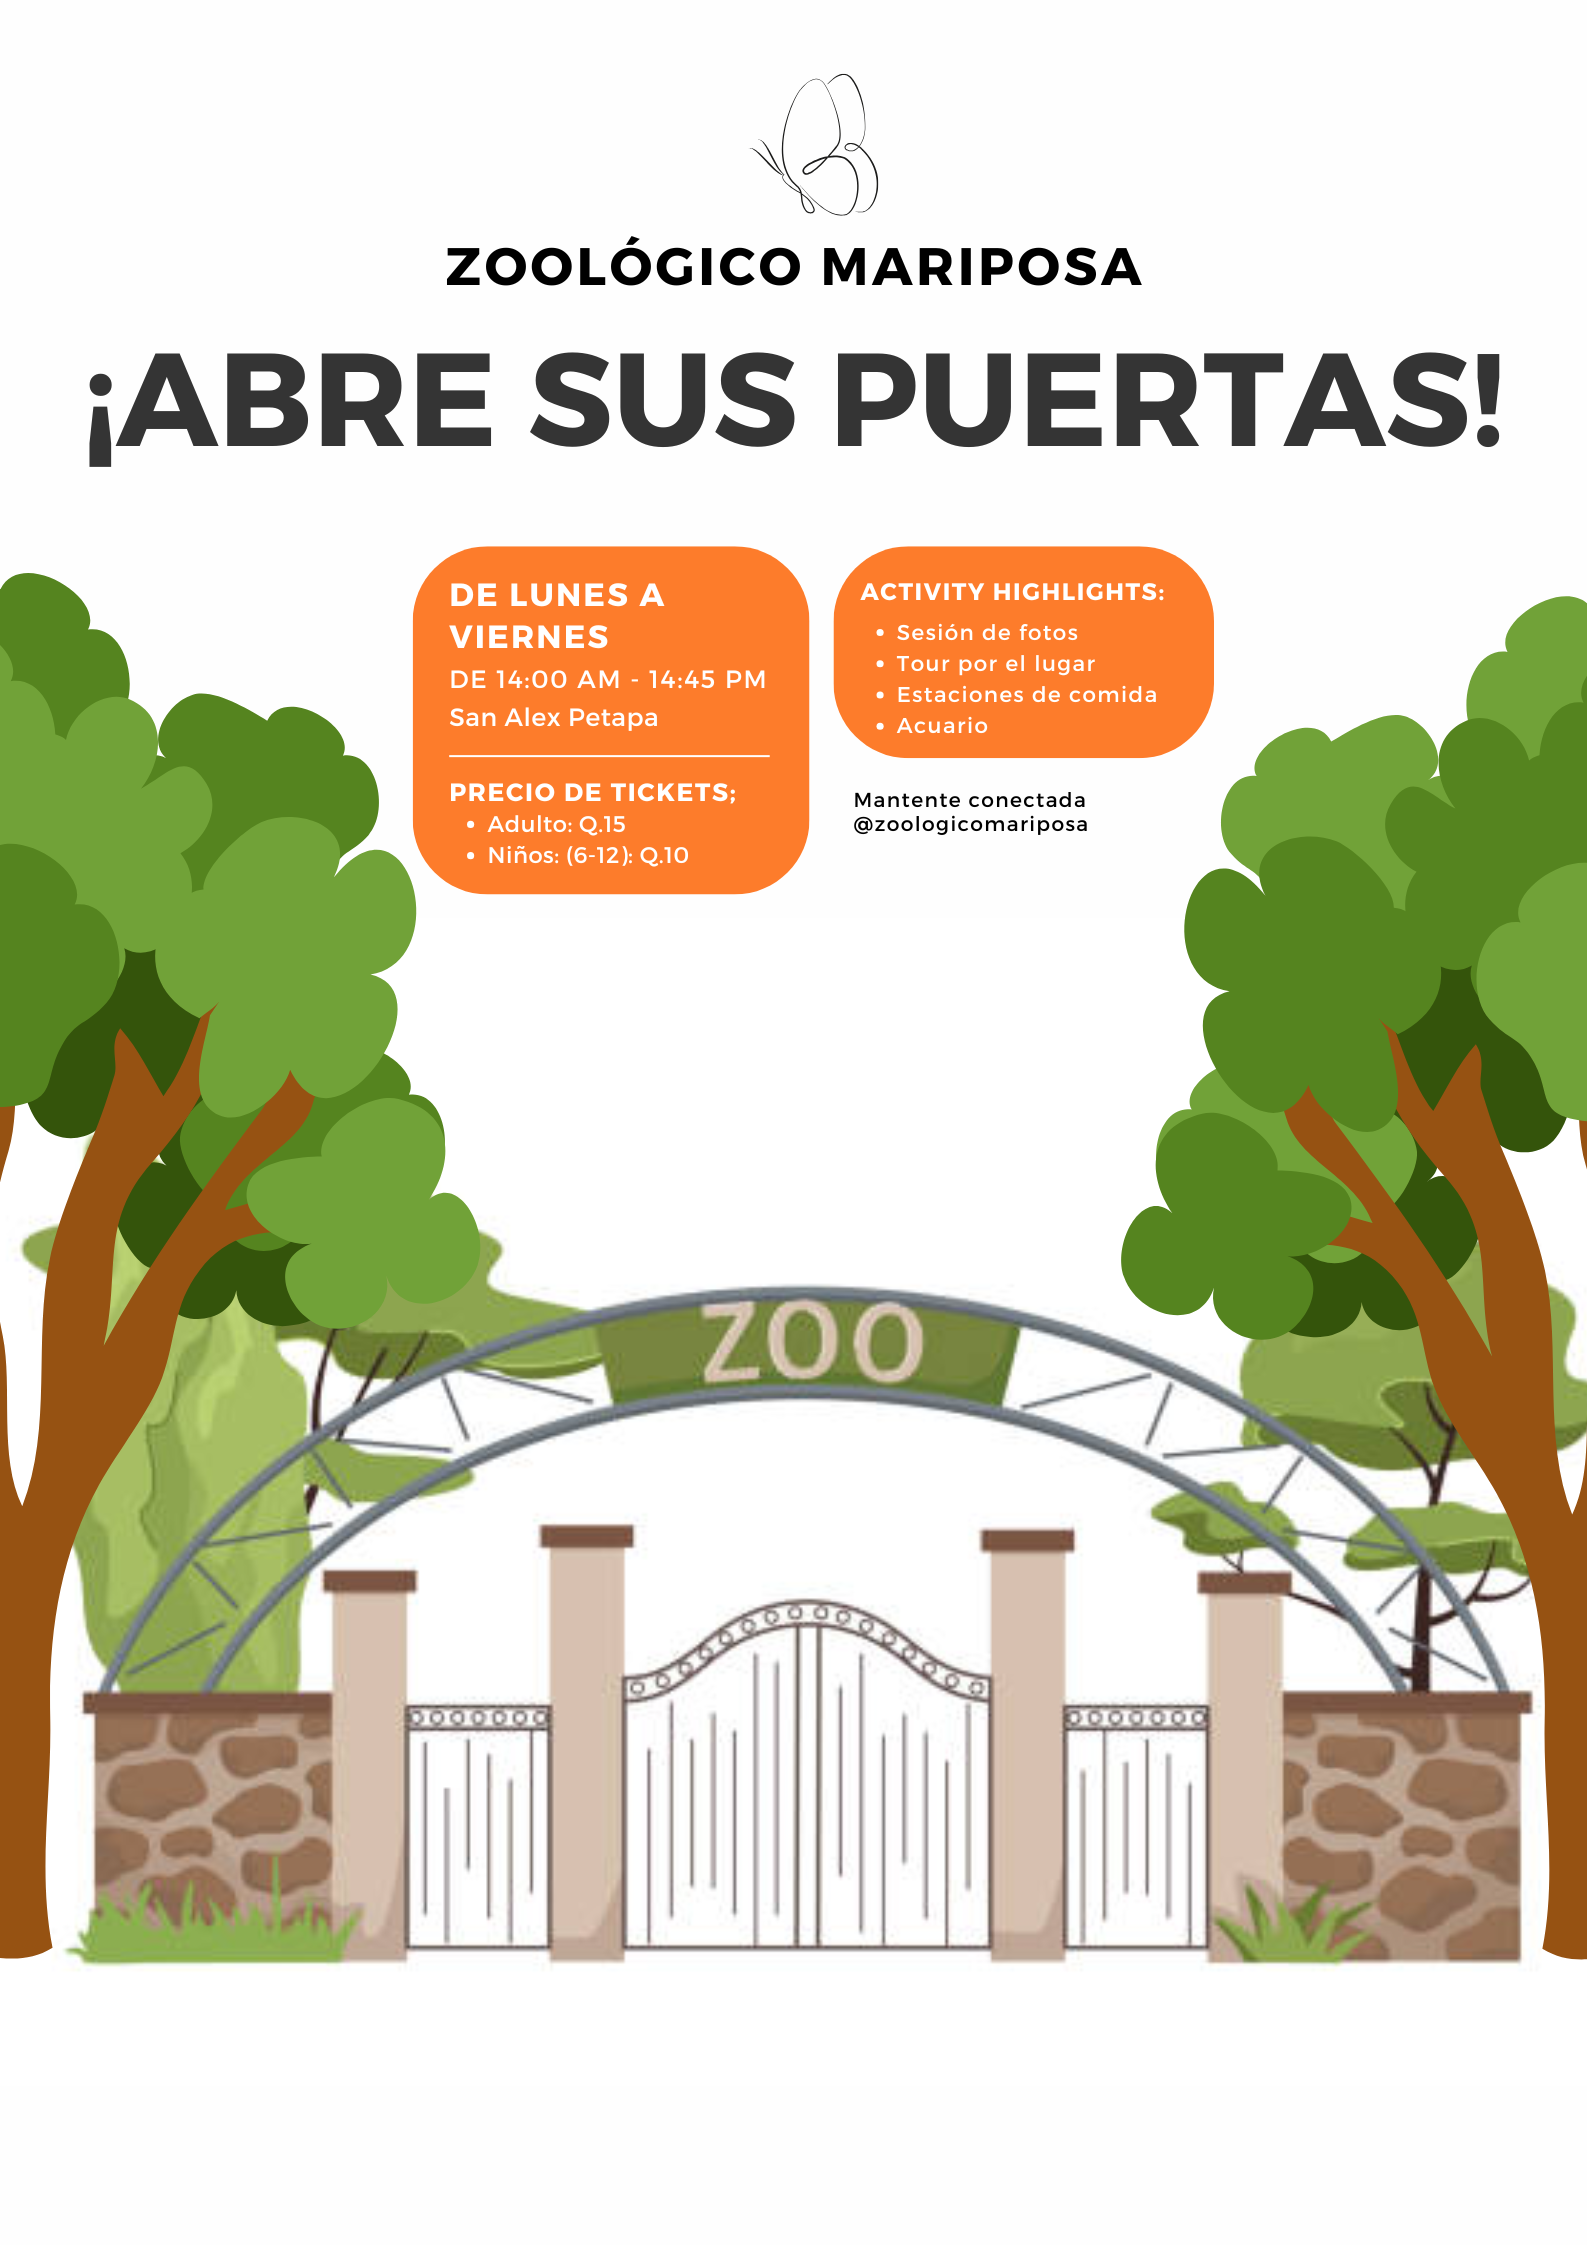 ZOOLÓGICO MARIPOSA
¡ABRE SUS PUERTAS!
DE LUNES A
VIERNES
DE 14:00 AM - 14:45 PM
San Alex Petapa
PRECIO DE TICKETS;
• Adulto: Q.15
• Niños: (6-12): Q.10
ACTIVITY HIGHLIGHTS:
• Sesión de fotos
• Tour por el lugar
• Estaciones de comida
• Acuario
Mantente conectada
@zoologicomariposa
ZOO